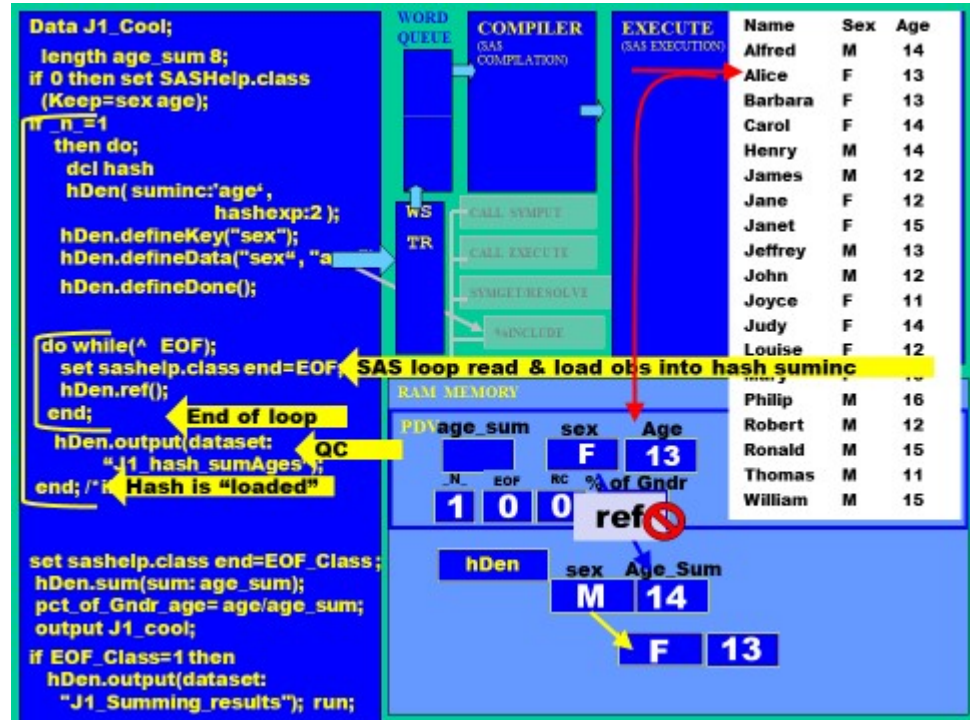 Data J1_Cool;
length age_sum 8;
if 0 then set SASHelp.class
(Keep=sex age);
if _n_=1
then do;
dcl hash
hDen( suminc:'age‘,
hashexp:2 );
hDen.defineKey("sex");
hDen.defineData("sex“, "a
hDen.defineDone();
do while(^ EOF);
set sashelp.class end=EOF;
hDen.ref();
end;
End of loop
hDen.output(dataset:
"J1_hash_sumAges");
QC
end; /*i
Hash is “loaded”
set sashelp.class end=EOF_Class;
hDen.sum(sum: age_sum);
pct_of_Gndr_age= age/age_sum;
output J1_cool;
if EOF_Class=1 then
hDen.output(dataset:
"J1_Summing_results"); run;
WORD
QUEUE
COMPILER
(SAS
COMPILATION)
EXECUTE
(SAS EXECUTION)
WS
TR
CALL SYMPUT
CALL EXECUTE
SYMGET/RESOLVE
%INCLUDE
SAS loop read & load obs into hash suminc
Name Sex Age
Alfred M 14
Alice F 13
Barbara F 13
Carol F 14
Henry M 14
James M 12
Jane F 12
Janet F 15
Jeffrey M 13
John M 12
Joyce F 11
Judy F 14
Louise F 12
Philip M 16
Robert M 12
Ronald M 15
Thomas M 11
William M 15
RAM MEMORY
PDV
age_sum sex Age
F 13
_N_ EOF RC % of Gndr
1 0 0
ref
hDen
sex Age_Sum
M 14
F 13